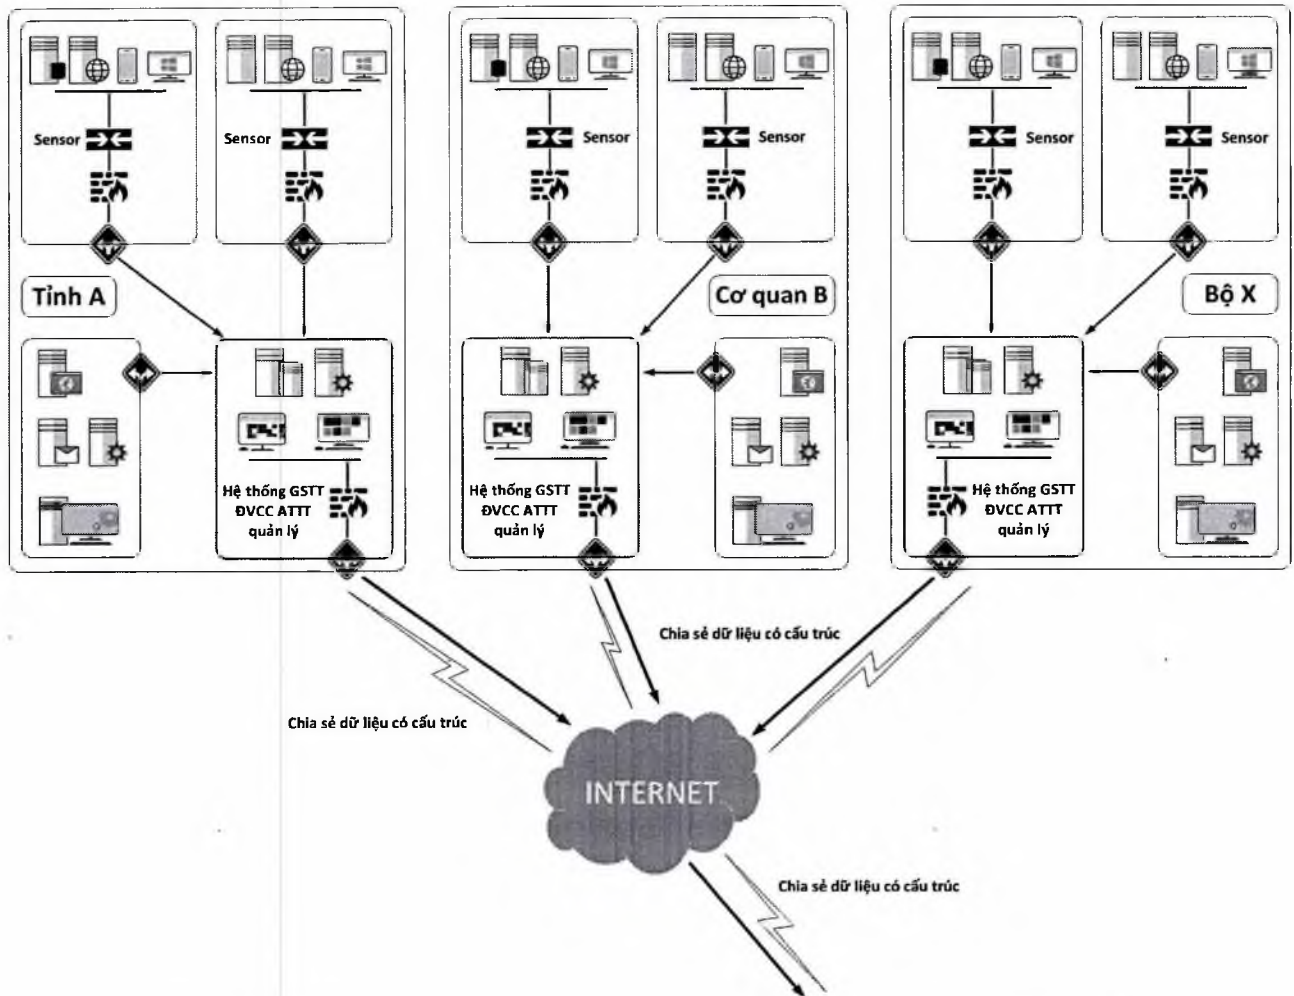 Sensor
Sensor
Sensor
Sensor
Sensor
Sensor
Tỉnh A
Cơ quan B
Bộ X
Hệ thống GSTT
ĐVCC ATTT
quản lý
Hệ thống GSTT
ĐVCC ATTT
quản lý
Hệ thống GSTT
ĐVCC ATTT
quản lý
Chia sẻ dữ liệu có cấu trúc
Chia sẻ dữ liệu có cấu trúc
INTERNET
Chia sẻ dữ liệu có cấu trúc